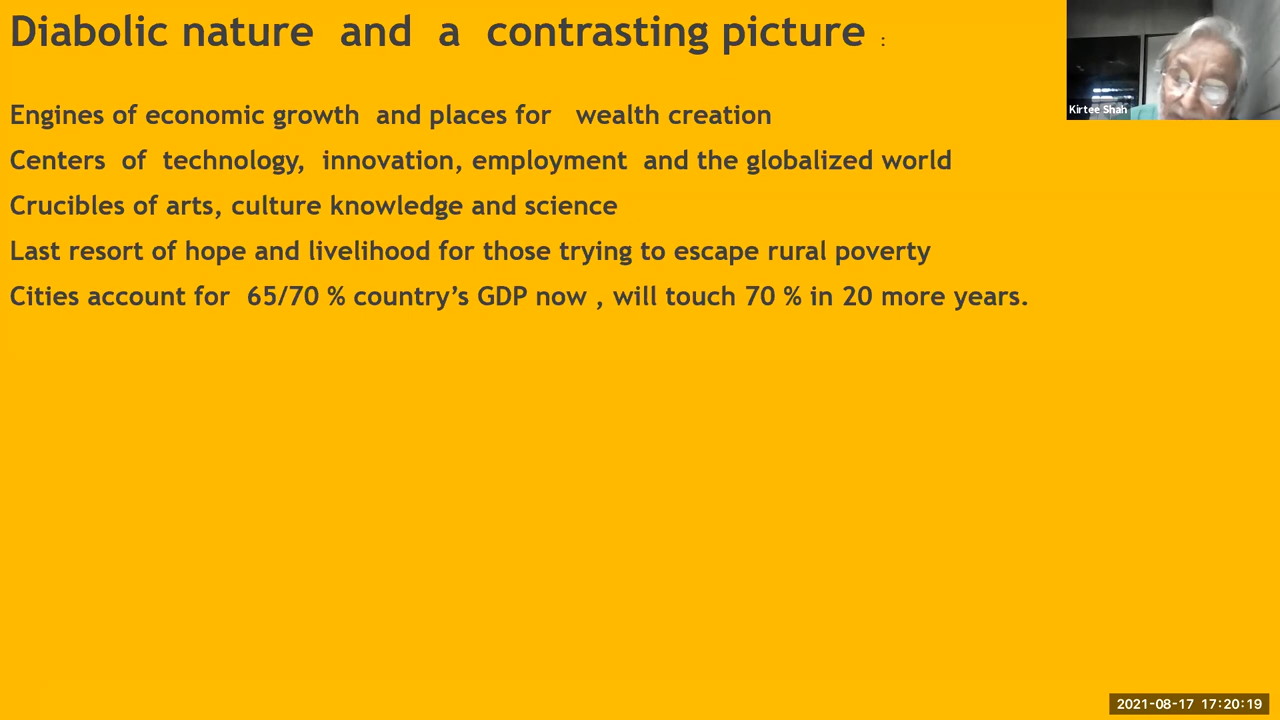 Diabolic nature and a contrasting picture :
Kirtee Shah
Engines of economic growth and places for wealth creation
Centers of technology, innovation, employment and the globalized world
Crucibles of arts, culture knowledge and science
Last resort of hope and livelihood for those trying to escape rural poverty
Cities account for 65/70 % country’s GDP now , will touch 70 % in 20 more years.
2021-08-17 17:20:19